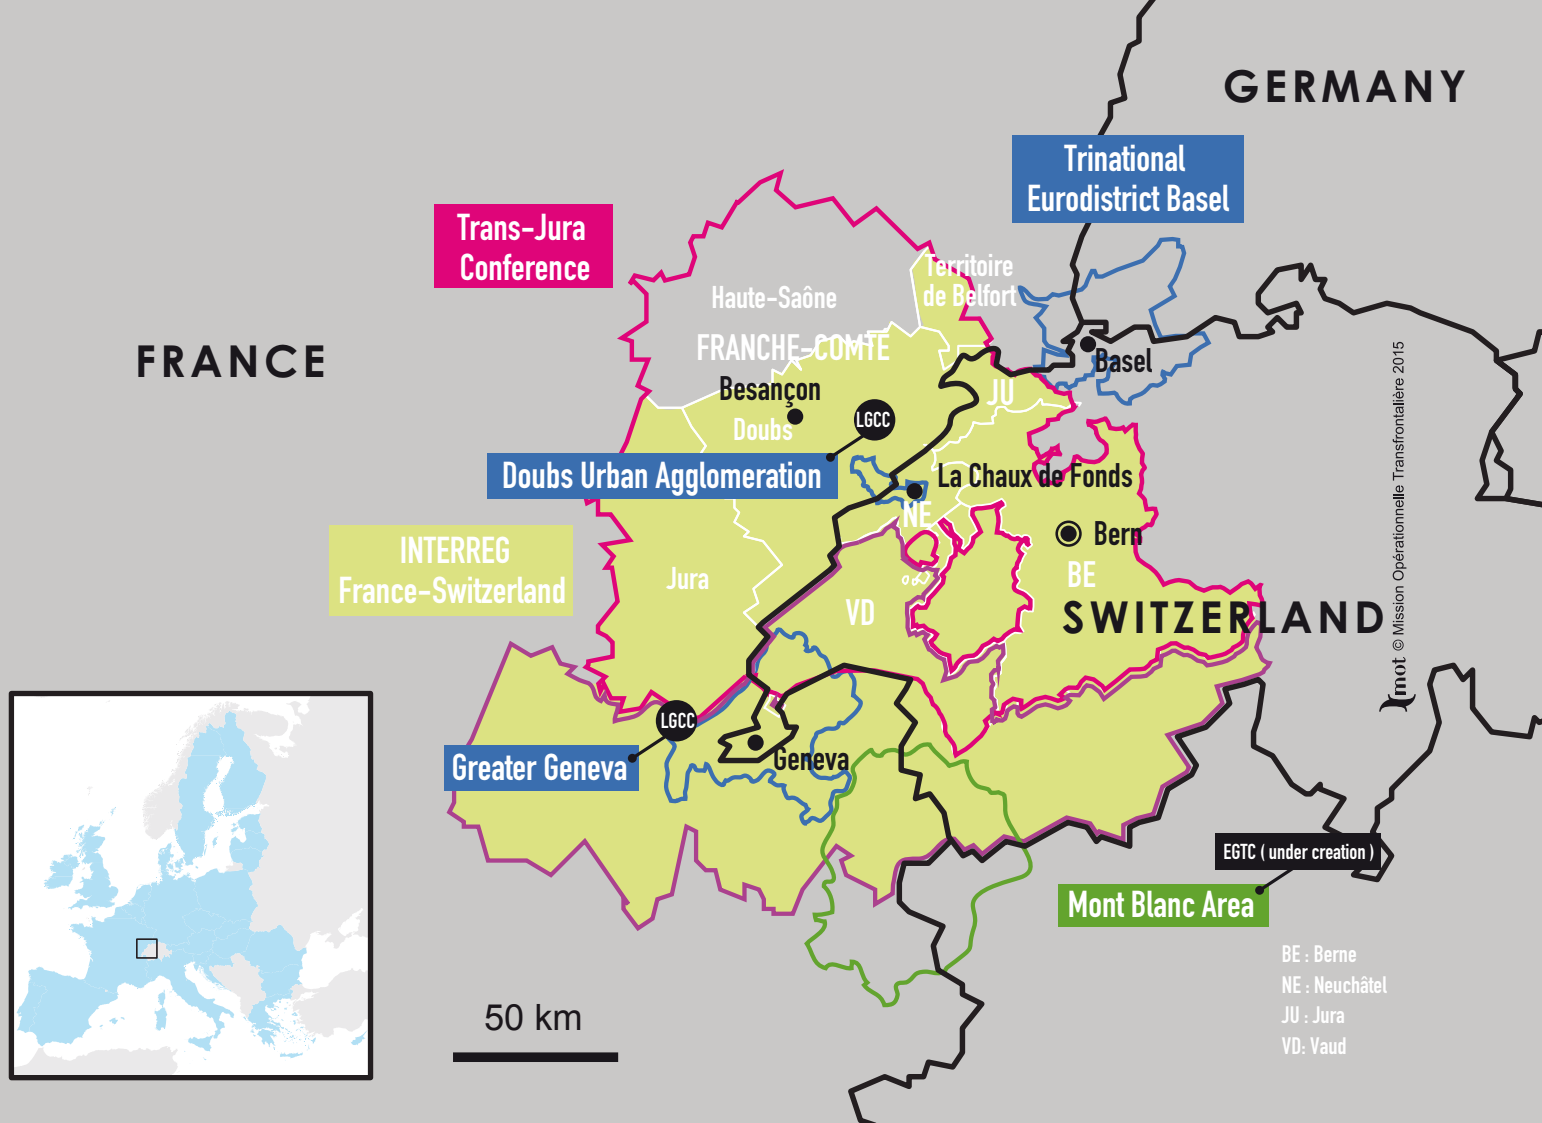 GERMANY
Trinational
Eurodistrict Basel
Trans-Jura
Conference
Territoire
de Belfort
Haute-Saône
FRANCHE-COMTÉ
FRANCE
Basel
Besançon
JU
LGCC
Doubs
Doubs Urban Agglomeration
La Chaux de Fonds
NE
Bern
INTERREG
France-Switzerland
Jura
BE
VD
SWITZERLAND
LGCC
Greater Geneva
Geneva
EGTC ( under creation )
Mont Blanc Area
BE : Berne
NE : Neuchâtel
JU : Jura
VD: Vaud
50 km
mot © Mission Opérationnelle Transfrontalière 2015